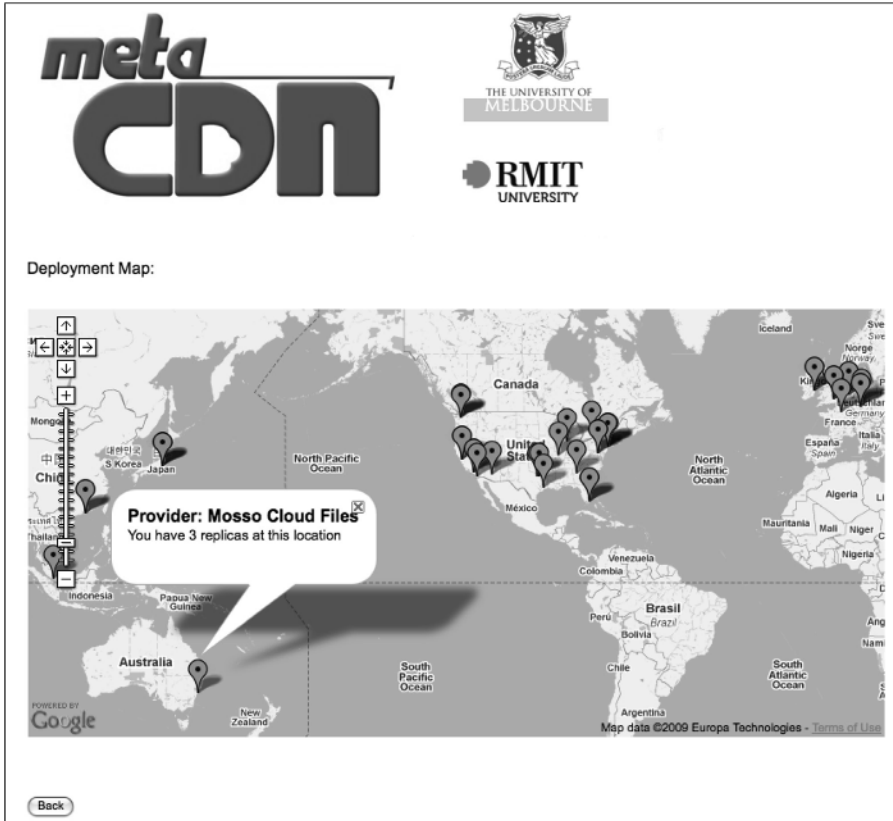 meta
CDN
THE UNIVERSITY OF
MELBOURNE
RMIT
UNIVERSITY
Deployment Map:
Iceland
Norge
Norway
Canada
Mongo
United
States
France
Germany
España
Spain
Italia
Italy
S Korea
Japan
North Pacific
Ocean
North
Atlantic
Ocean
México
Algeria
Mauritania
Mali
Niger
Nigeria
Provider: Mosso Cloud Files
You have 3 replicas at this location
Venezuela
Colombia
Indonesia
Papua New
Guinea
Perú
Brasil
Brazil
Bolivia
Australia
South
Pacific
Ocean
Chile
South
Atlantic
Ocean
New
Zealand
Argentina
POWERED BY
Google
Map data ©2009 Europa Technologies - Terms of Use
Back